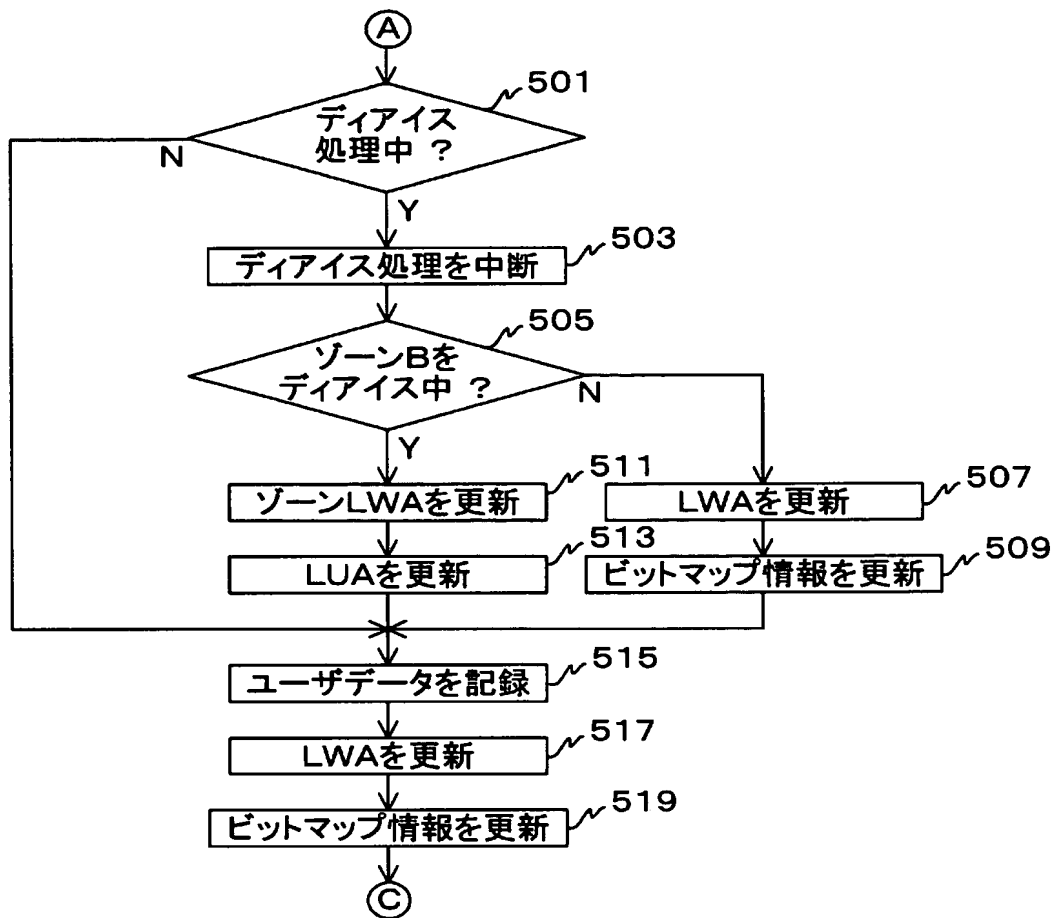 A
501
ディアイス
処理中 ?
N
Y
503
ディアイス処理を中断
505
ゾーンBを
ディアイス中 ?
N
Y
511
ゾーンLWAを更新
507
LWAを更新
513
LUAを更新
509
ビットマップ情報を更新
515
ユーザデータを記録
517
LWAを更新
519
ビットマップ情報を更新
C